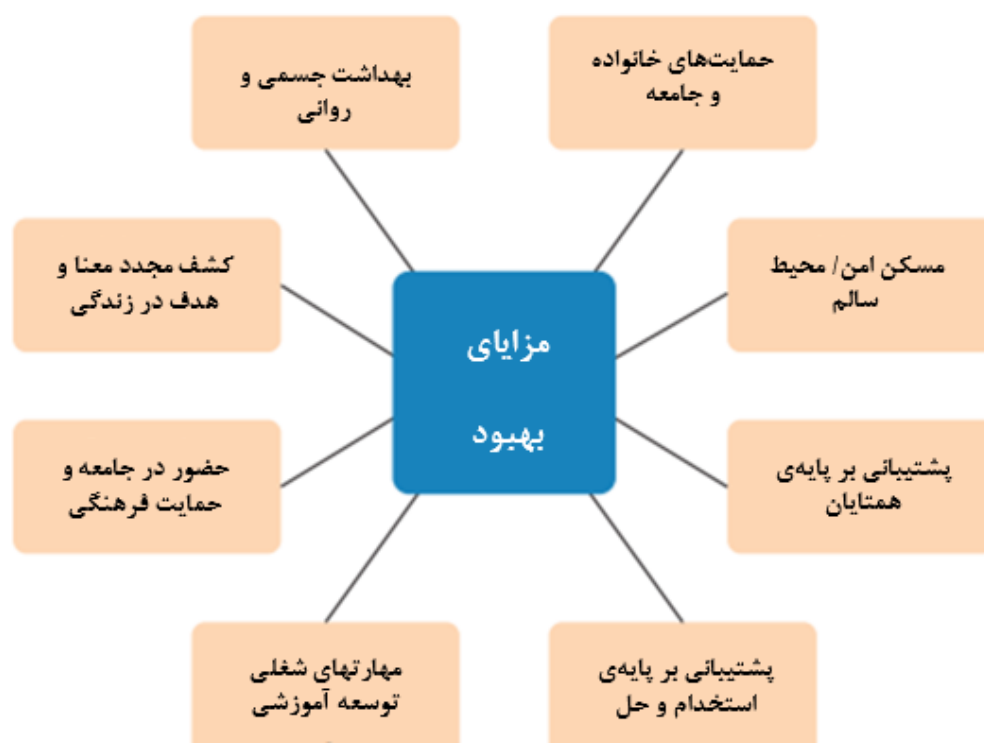 حمایت‌های خانواده
و جامعه
بهداشت جسمی و
روانی
مسکن امن/ محیط
سالم
کشف مجدد معنا و
هدف در زندگی
مزایای
بهبود
پشتیبانی بر پایه‌ی
همتایان
حضور در جامعه و
حمایت فرهنگی
پشتیبانی بر پایه‌ی
استخدام و حل
مهارتهای شغلی
توسعه آموزشی